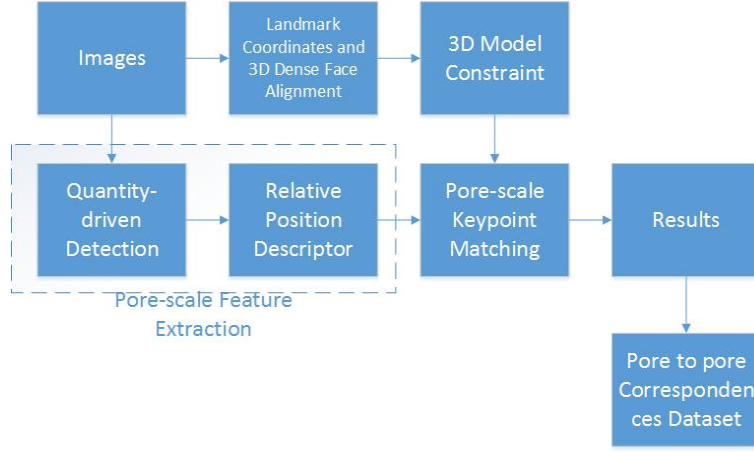 Images
Landmark
Coordinates and
3D Dense Face
Alignment
3D Model
Constraint
Quantity-
driven
Detection
Relative
Position
Descriptor
Pore-scale
Keypoint
Matching
Results
Pore-scale Feature
Extraction
Pore to pore
Corresponden
ces Dataset